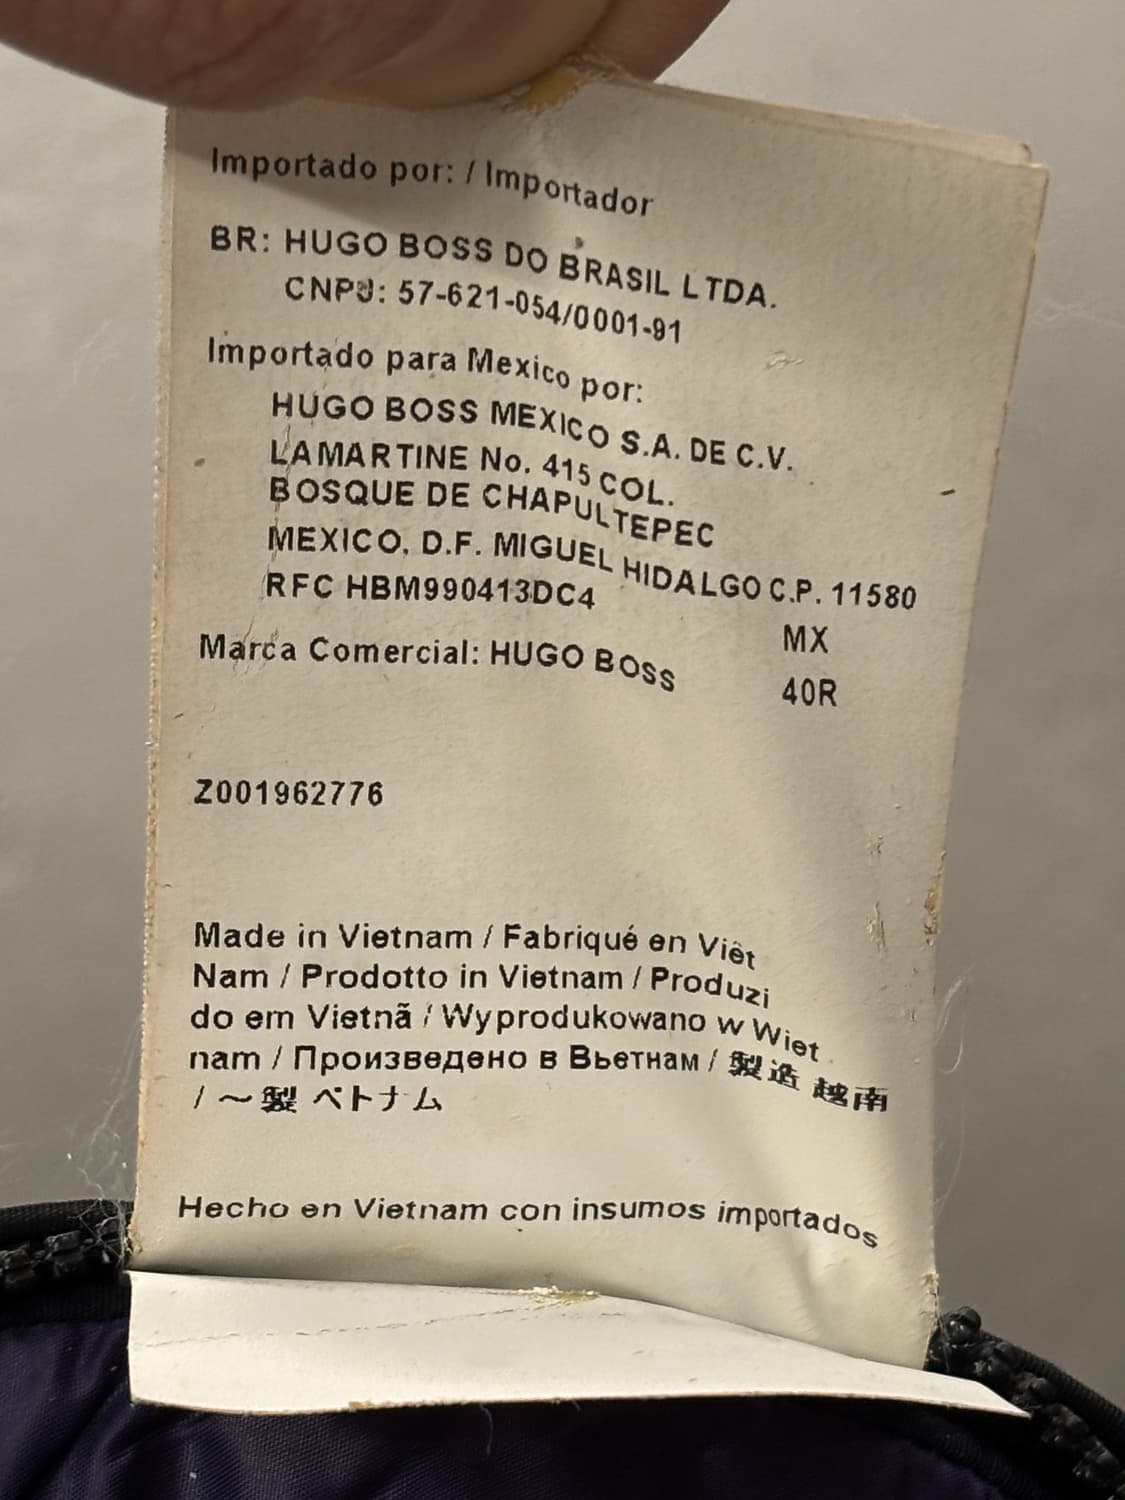 Importado por: / Importador
BR: HUGO BOSS DO BRASIL LTDA.
CNPJ: 57-621-054/0001-91
Importado para Mexico por:
HUGO BOSS MEXICO S.A. DE C.V.
LAMARTINE No. 415 COL.
BOSQUE DE CHAPULTEPEC
MEXICO, D.F. MIGUEL HIDALGO C.P. 11580
RFC HBM990413DC4
MX
Marca Comercial: HUGO BOSS
40R
Z001962776
Made in Vietnam / Fabriqué en Viêt
Nam / Prodotto in Vietnam / Produzi
do em Vietnã / Wyprodukowano w Wiet
nam / Произведено в Вьетнам / 製造 越南
/ ～製 ベトナム
Hecho en Vietnam con insumos importados